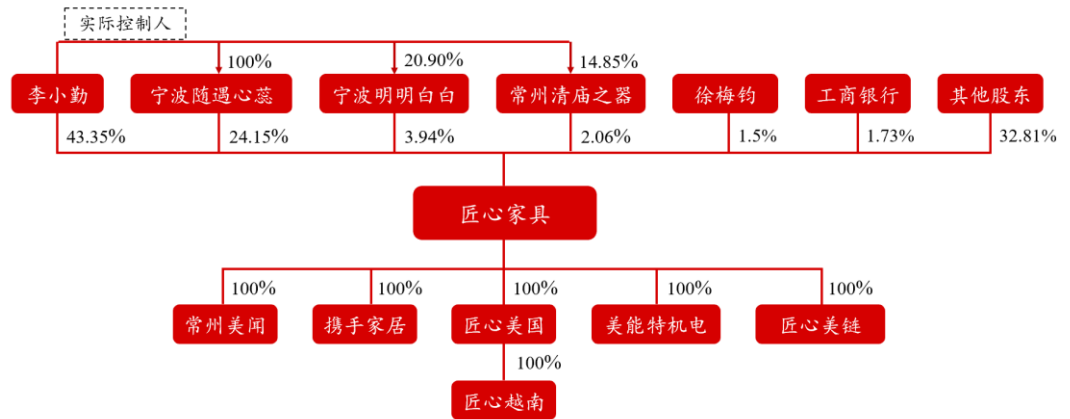 实际控制人
100%
20.90%
14.85%
李小勤
宁波随遇心蕊
宁波明明白白
常州清庙之器
徐梅钧
工商银行
其他股东
43.35%
24.15%
3.94%
2.06%
1.5%
1.73%
32.81%
匠心家具
100%
100%
100%
100%
100%
常州美闻
携手家居
匠心美国
美能特机电
匠心美链
100%
匠心越南